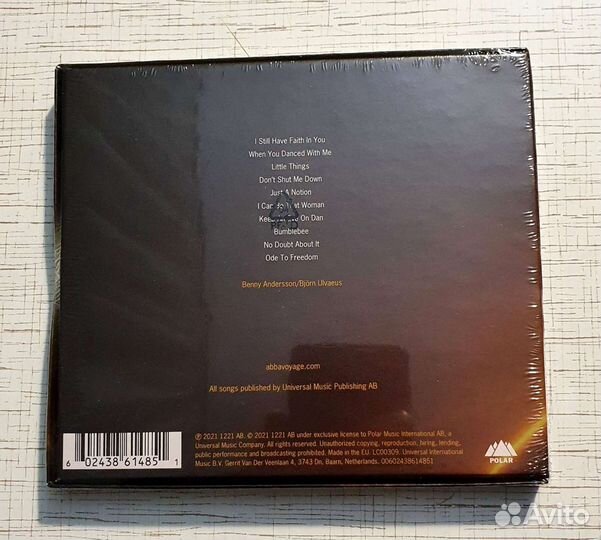 I Still Have Faith In You
When You Danced With Me
Little Things
Don't Shut Me Down
Just A Notion
I Can Woman
Keep On Dan
Bumblebee
No Doubt About It
Ode To Freedom
Benny Andersson/Björn Ulvaeus
abbavoyage.com
All songs published by Universal Music Publishing AB
℗ 2021 1221 AB. © 2021 1221 AB under exclusive license to Polar Music International AB, a
Universal Music Company. All rights reserved. Unauthorized copying, reproduction, hiring, lending,
public performance and broadcasting prohibited. Made in the EU. LC00309. Universal International
Music B.V. Gerrit Van Der Veenlaan 4, 3743 Dn, Baarn, Netherlands. 00602438614851
6 02438 61485 1
POLAR
Avito